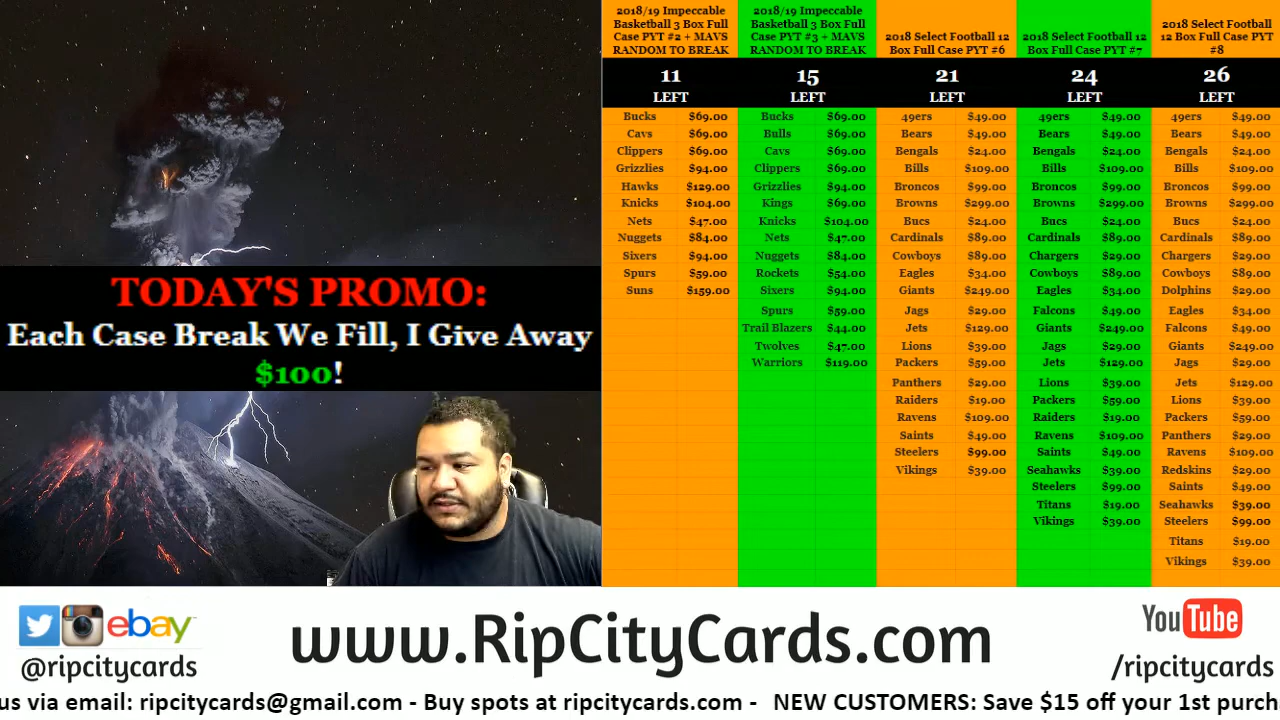 TODAY'S PROMO:
Each Case Break We Fill, I Give Away
$100!
2018/19 Impeccable
Basketball 3 Box Full
Case PYT #2 + MAVS
RANDOM TO BREAK
11
LEFT
Bucks $69.00
Cavs $69.00
Clippers $69.00
Grizzlies $94.00
Hawks $129.00
Knicks $104.00
Nets $47.00
Nuggets $84.00
Sixers $94.00
Spurs $59.00
Suns $159.00
2018/19 Impeccable
Basketball 3 Box Full
Case PYT #3 + MAVS
RANDOM TO BREAK
15
LEFT
Bucks $69.00
Bulls $69.00
Cavs $69.00
Clippers $69.00
Grizzlies $94.00
Kings $69.00
Knicks $104.00
Nets $47.00
Nuggets $84.00
Rockets $54.00
Sixers $94.00
Spurs $59.00
Trail Blazers $44.00
Twolves $47.00
Warriors $119.00
2018 Select Football 12
Box Full Case PYT #6
21
LEFT
49ers $49.00
Bears $49.00
Bengals $24.00
Bills $109.00
Broncos $99.00
Browns $299.00
Bucs $24.00
Cardinals $89.00
Cowboys $89.00
Eagles $34.00
Giants $249.00
Jags $29.00
Jets $129.00
Lions $39.00
Packers $59.00
Panthers $29.00
Raiders $19.00
Ravens $109.00
Saints $49.00
Steelers $99.00
Vikings $39.00
2018 Select Football 12
Box Full Case PYT #7
24
LEFT
49ers $49.00
Bears $49.00
Bengals $24.00
Bills $109.00
Broncos $99.00
Browns $299.00
Bucs $24.00
Cardinals $89.00
Chargers $29.00
Cowboys $89.00
Eagles $34.00
Falcons $49.00
Giants $249.00
Jags $29.00
Jets $129.00
Lions $39.00
Packers $59.00
Raiders $19.00
Ravens $109.00
Saints $49.00
Seahawks $39.00
Steelers $99.00
Titans $19.00
Vikings $39.00
2018 Select Football
12 Box Full Case PYT
#8
26
LEFT
49ers $49.00
Bears $49.00
Bengals $24.00
Bills $109.00
Broncos $99.00
Browns $299.00
Bucs $24.00
Cardinals $89.00
Chargers $29.00
Cowboys $89.00
Dolphins $29.00
Eagles $34.00
Falcons $49.00
Giants $249.00
Jags $29.00
Jets $129.00
Lions $39.00
Packers $59.00
Panthers $29.00
Ravens $109.00
Redskins $29.00
Saints $49.00
Seahawks $39.00
Steelers $99.00
Titans $19.00
Vikings $39.00
ebay
@ripcitycards
www.RipCityCards.com
YouTube
/ripcitycards
us via email: ripcitycards@gmail.com - Buy spots at ripcitycards.com - NEW CUSTOMERS: Save $15 off your 1st purch